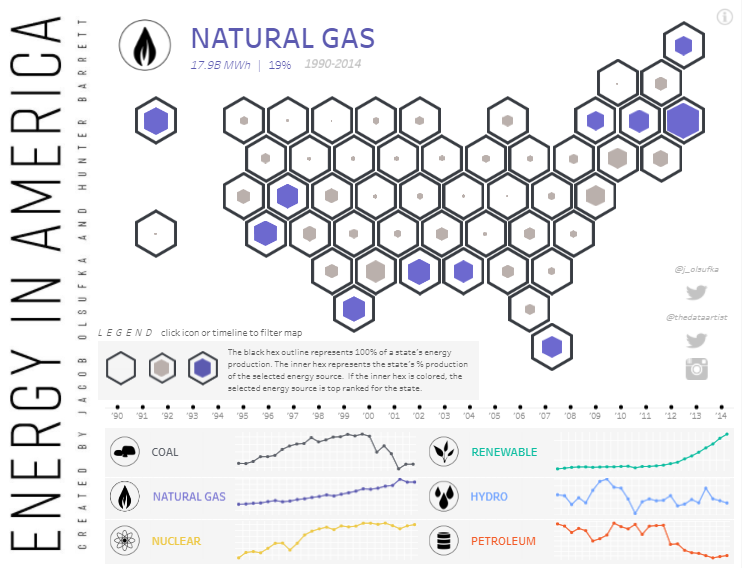 ENERGY IN AMERICA
CREATED BY JACOB OLSUFKA AND HUNTER BARRETT
NATURAL GAS
17.9B MWh | 19% 1990-2014
i
@j_olsufka
@thedataartist
LEGEND click icon or timeline to filter map
The black hex outline represents 100% of a state's energy
production. The inner hex represents the state's % production
of the selected energy source. If the inner hex is colored, the
selected energy source is top ranked for the state.
'90 '91 '92 '93 '94 '95 '96 '97 '98 '99 '00 '01 '02 '03 '04 '05 '06 '07 '08 '09 '10 '11 '12 '13 '14
COAL
RENEWABLE
NATURAL GAS
HYDRO
NUCLEAR
PETROLEUM